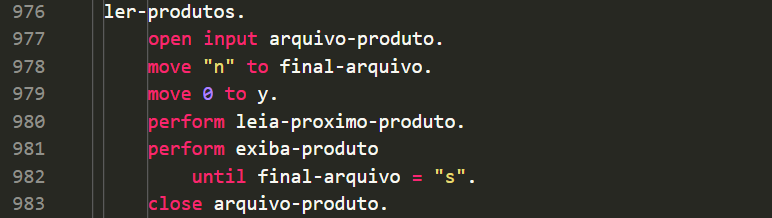 976 ler-produtos.
977 open input arquivo-produto.
978 move "n" to final-arquivo.
979 move 0 to y.
980 perform leia-proximo-produto.
981 perform exiba-produto
982 until final-arquivo = "s".
983 close arquivo-produto.